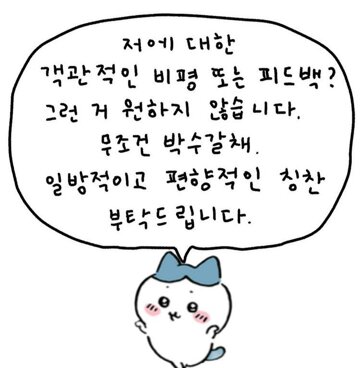 저에 대한
객관적인 비평 또는 피드백?
그런 거 원하지 않습니다.
무조건 박수갈채.
일방적이고 편향적인 칭찬
부탁드립니다.